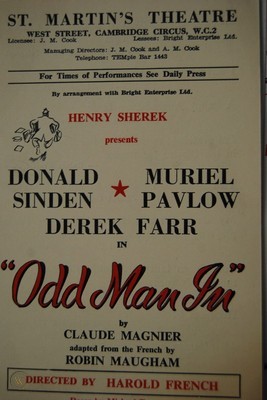 ST. MARTIN'S THEATRE
WEST STREET, CAMBRIDGE CIRCUS, W.C.2
Licensee: J. M. Cook Lessees: Bright Enterprise Ltd.
Managing Directors: J. M. Cook and A. M. Cook
Telephone: TEMple Bar 1443
For Times of Performances See Daily Press
By arrangement with Bright Enterprise Ltd.
HENRY SHEREK
presents
DONALD MURIEL
SINDEN PAVLOW
DEREK FARR
IN
"Odd Man In"
by
CLAUDE MAGNIER
adapted from the French by
ROBIN MAUGHAM
DIRECTED BY HAROLD FRENCH